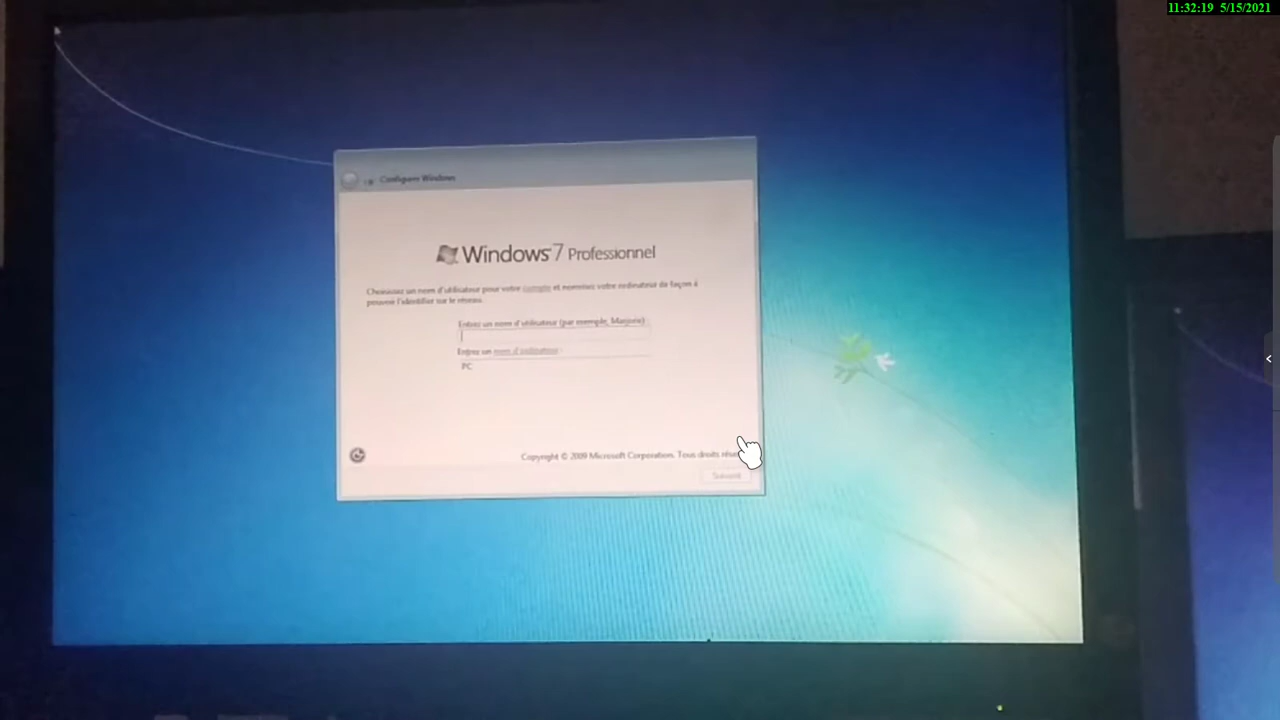 11:32:19 5/15/2021
Configurer Windows
Windows 7 Professionnel
Choisissez un nom d'utilisateur pour votre compte et nommez votre ordinateur de façon à
pouvoir l'identifier sur le réseau.
Entrez un nom d'utilisateur (par exemple, Marjorie) :
Entrez un nom d'ordinateur :
PC
Copyright © 2009 Microsoft Corporation. Tous droits rése
Suivant